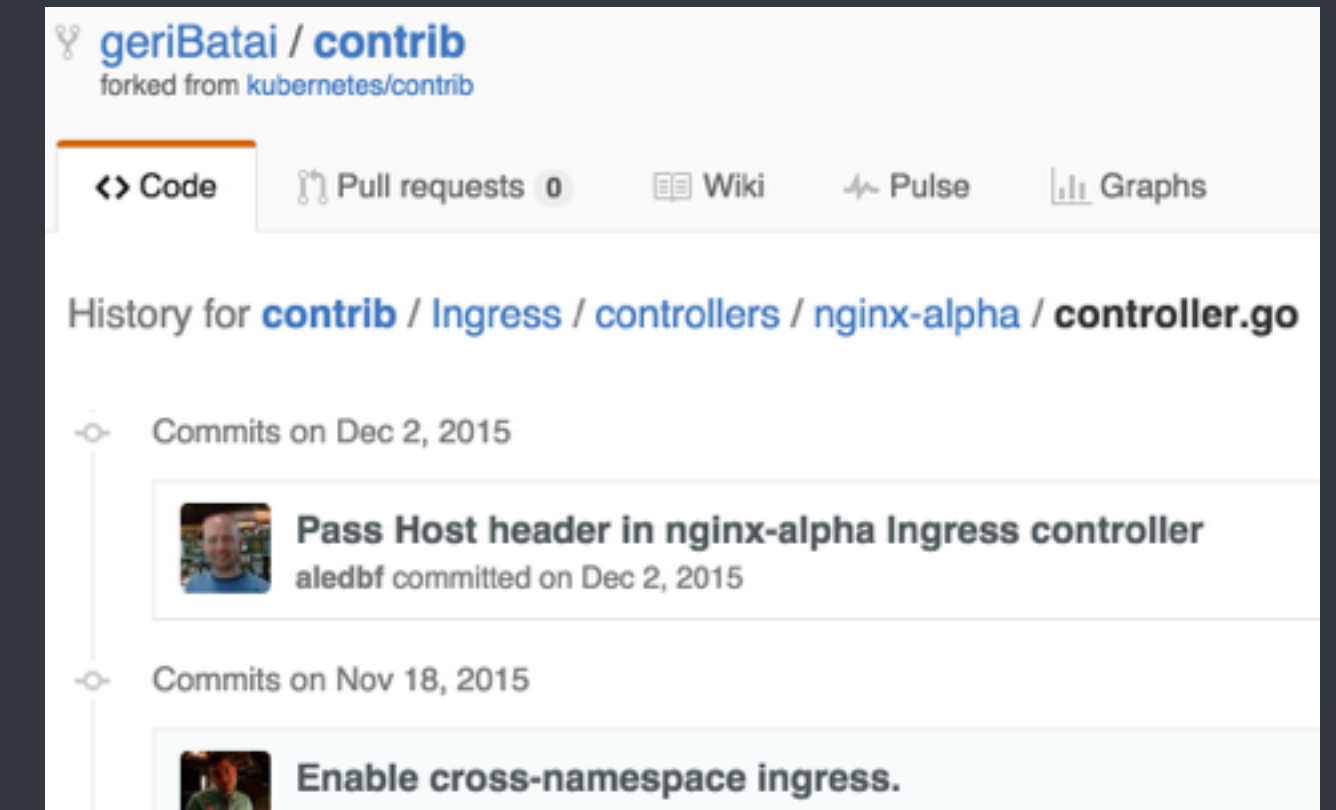 geriBatai / contrib
forked from kubernetes/contrib
<> Code Pull requests 0 Wiki Pulse Graphs
History for contrib / Ingress / controllers / nginx-alpha / controller.go
Commits on Dec 2, 2015
Pass Host header in nginx-alpha Ingress controller
aledbf committed on Dec 2, 2015
Commits on Nov 18, 2015
Enable cross-namespace ingress.